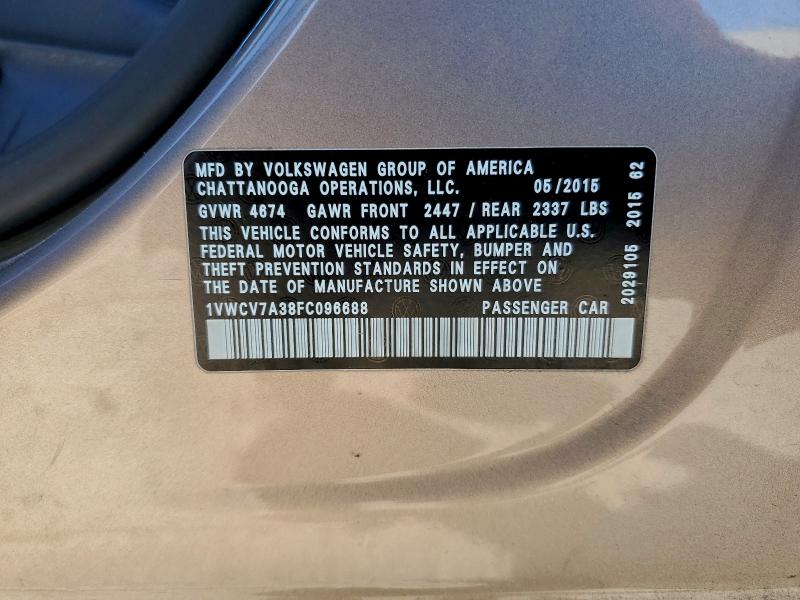 MFD BY VOLKSWAGEN GROUP OF AMERICA
CHATTANOOGA OPERATIONS, LLC. 05/2015
GVWR 4674 GAWR FRONT 2447 / REAR 2337 LBS
THIS VEHICLE CONFORMS TO ALL APPLICABLE U.S.
FEDERAL MOTOR VEHICLE SAFETY, BUMPER AND
THEFT PREVENTION STANDARDS IN EFFECT ON
THE DATE OF MANUFACTURE SHOWN ABOVE
1VWCV7A38FC096688 PASSENGER CAR
2029105 2015 62